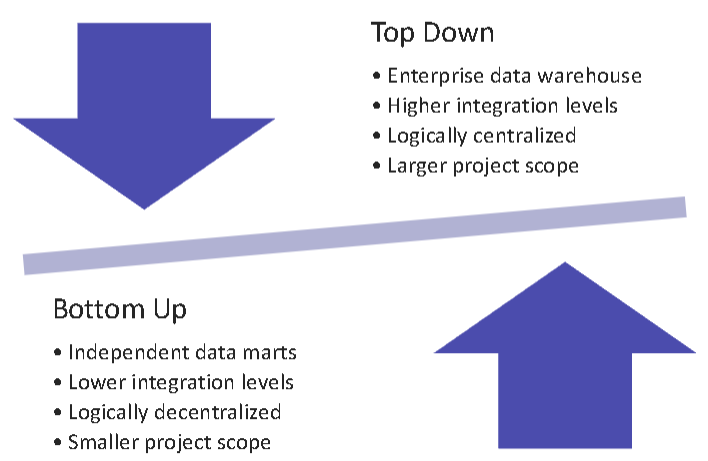 Top Down
• Enterprise data warehouse
• Higher integration levels
• Logically centralized
• Larger project scope
Bottom Up
• Independent data marts
• Lower integration levels
• Logically decentralized
• Smaller project scope